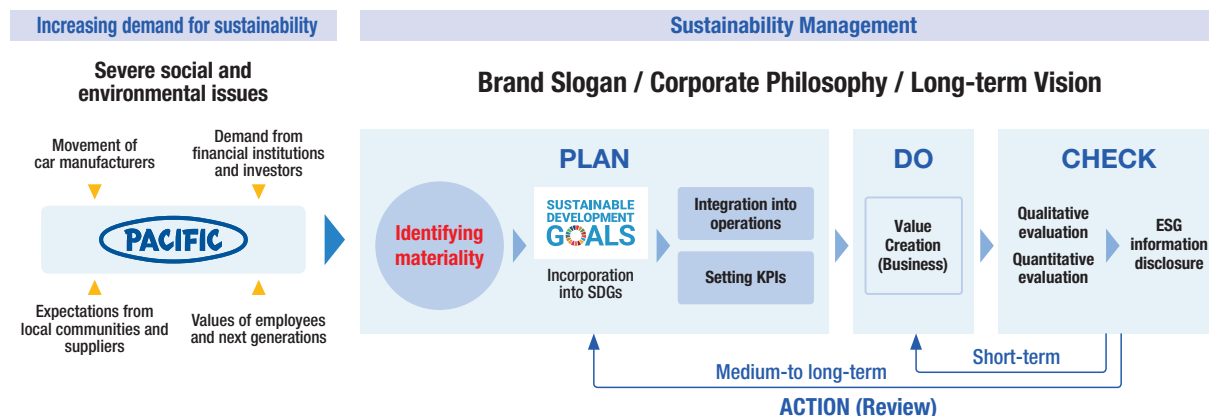 Increasing demand for sustainability
Severe social and
environmental issues
Movement of
car manufacturers
Demand from
financial institutions
and investors
PACIFIC
Expectations from
local communities and
suppliers
Values of employees
and next generations
Sustainability Management
Brand Slogan / Corporate Philosophy / Long-term Vision
PLAN
Identifying
materiality
SUSTAINABLE
DEVELOPMENT
GOALS
Incorporation
into SDGs
Integration into
operations
Setting KPIs
DO
Value
Creation
(Business)
CHECK
Qualitative
evaluation
Quantitative
evaluation
ESG
information
disclosure
Short-term
Medium-to long-term
ACTION (Review)